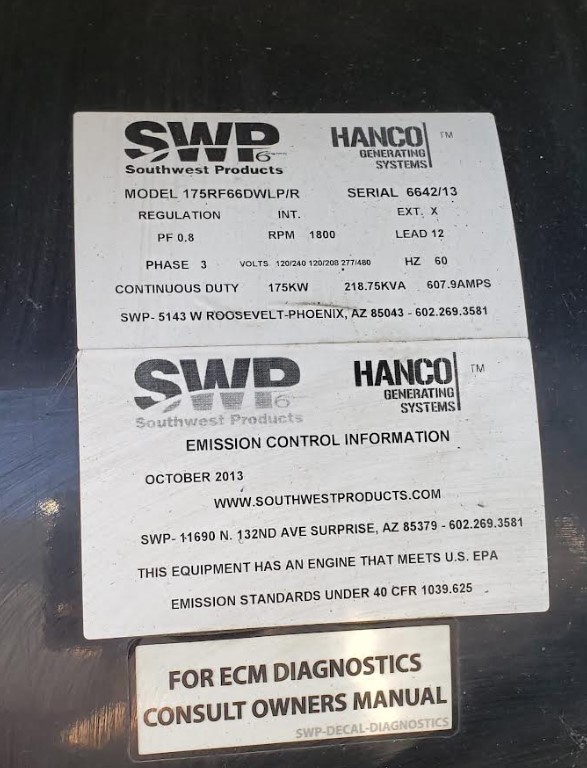 SWP HANCO TM
Southwest Products GENERATING SYSTEMS
MODEL 175RF66DWLP/R SERIAL 6642/13
REGULATION INT. EXT. X
PF 0.8 RPM 1800 LEAD 12
PHASE 3 VOLTS 120/240 120/208 277/480 HZ 60
CONTINUOUS DUTY 175KW 218.75KVA 607.9AMPS
SWP- 5143 W ROOSEVELT-PHOENIX, AZ 85043 - 602.269.3581
SWP HANCO TM
Southwest Products GENERATING SYSTEMS
EMISSION CONTROL INFORMATION
OCTOBER 2013
WWW.SOUTHWESTPRODUCTS.COM
SWP- 11690 N. 132ND AVE SURPRISE, AZ 85379 - 602.269.3581
THIS EQUIPMENT HAS AN ENGINE THAT MEETS U.S. EPA
EMISSION STANDARDS UNDER 40 CFR 1039.625
FOR ECM DIAGNOSTICS
CONSULT OWNERS MANUAL
SWP-DECAL-DIAGNOSTICS